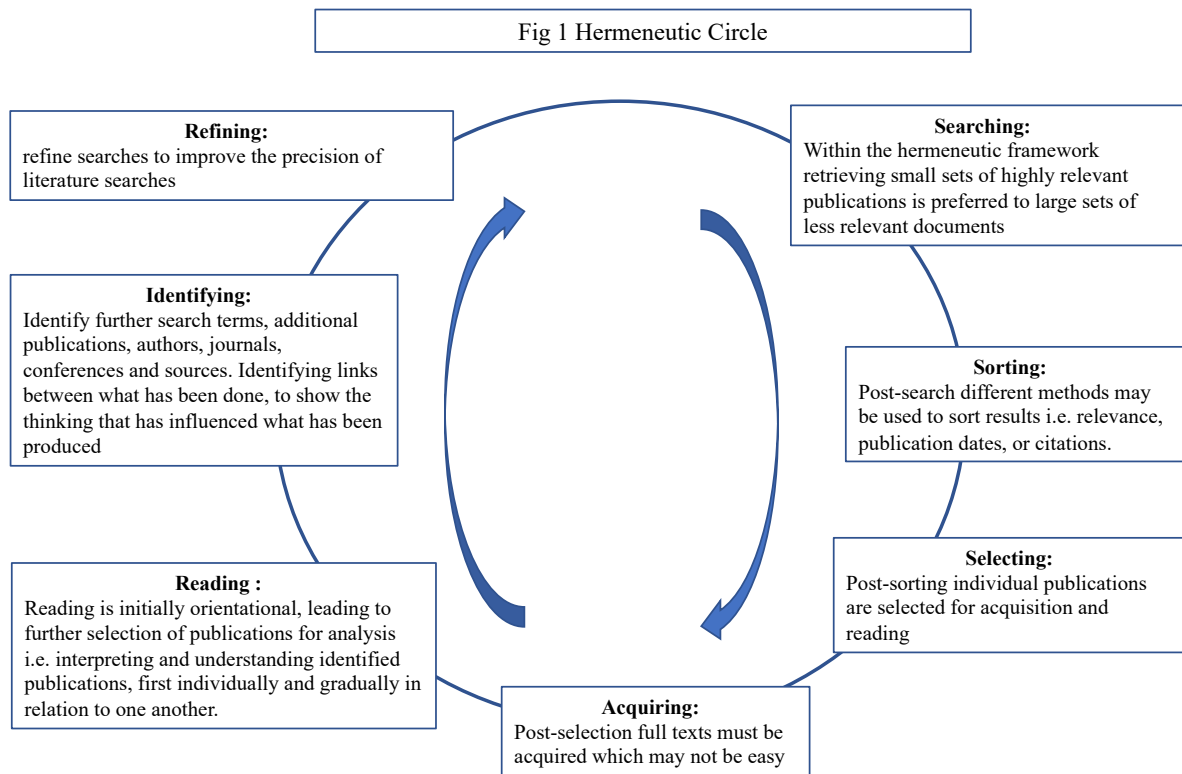 Fig 1 Hermeneutic Circle
Searching:
Within the hermeneutic framework
retrieving small sets of highly relevant
publications is preferred to large sets of
less relevant documents
Sorting:
Post-search different methods may
be used to sort results i.e. relevance,
publication dates, or citations.
Selecting:
Post-sorting individual publications
are selected for acquisition and
reading
Acquiring:
Post-selection full texts must be
acquired which may not be easy
Reading :
Reading is initially orientational, leading to
further selection of publications for analysis
i.e. interpreting and understanding identified
publications, first individually and gradually in
relation to one another.
Identifying:
Identify further search terms, additional
publications, authors, journals,
conferences and sources. Identifying links
between what has been done, to show the
thinking that has influenced what has been
produced
Refining:
refine searches to improve the precision of
literature searches